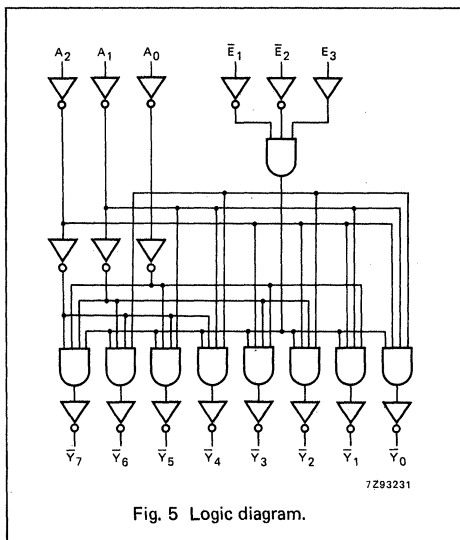 A₂ A₁ A₀ Ē₁ Ē₂ E₃
Ȳ₇ Ȳ₆ Ȳ₅ Ȳ₄ Ȳ₃ Ȳ₂ Ȳ₁ Ȳ₀
7Z93231
Fig. 5 Logic diagram.